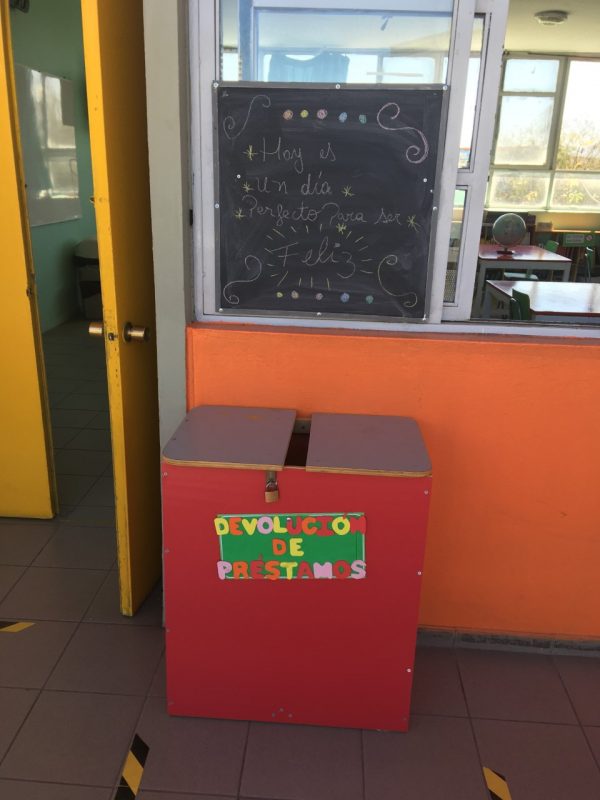 Hoy es
un día
Perfecto Para ser
Feliz
DEVOLUCIÓN
DE
PRÉSTAMOS